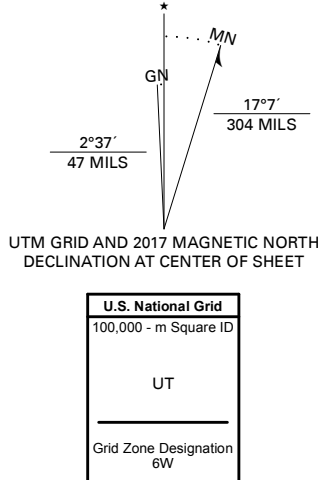 ★
MN
GN
17°7´
304 MILS
2°37´
47 MILS
UTM GRID AND 2017 MAGNETIC NORTH
DECLINATION AT CENTER OF SHEET
U.S. National Grid
100,000 - m Square ID
UT
Grid Zone Designation
6W